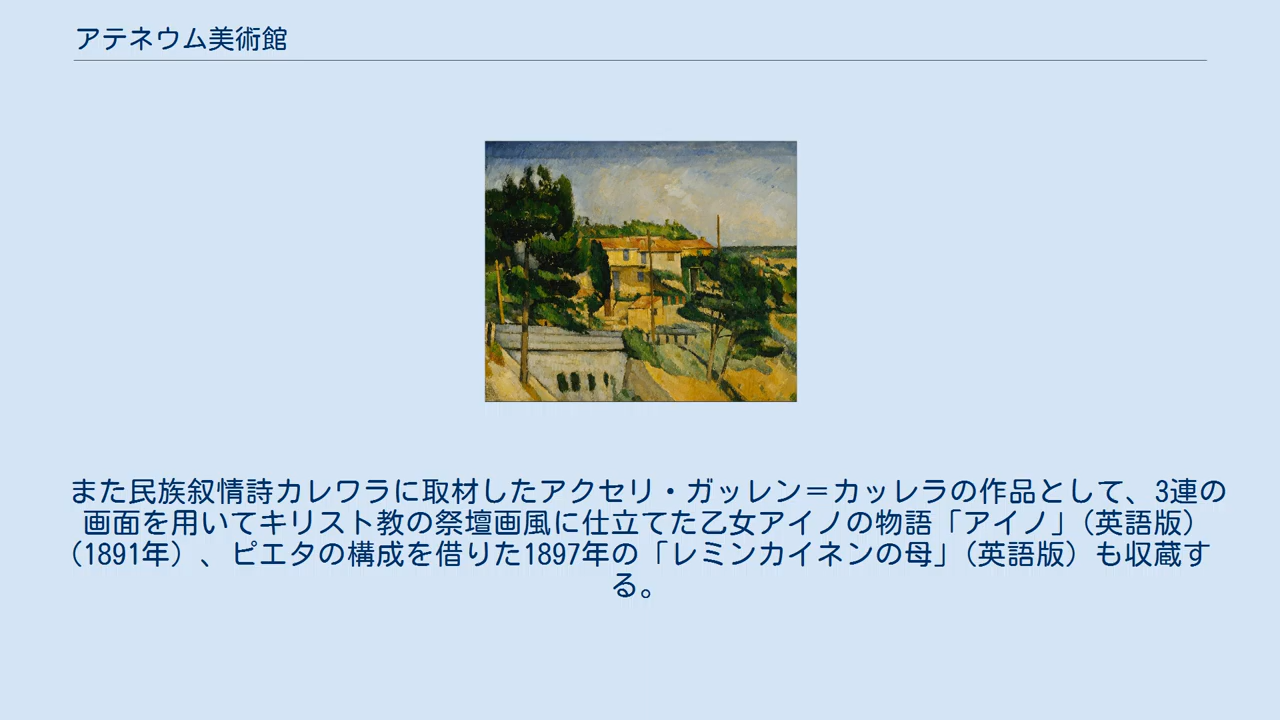 アテネウム美術館
また民族叙情詩カレワラに取材したアクセリ・ガッレン＝カッレラの作品として、3連の
画面を用いてキリスト教の祭壇画風に仕立てた乙女アイノの物語「アイノ」（英語版）
（1891年）、ピエタの構成を借りた1897年の「レミンカイネンの母」（英語版）も収蔵す
る。